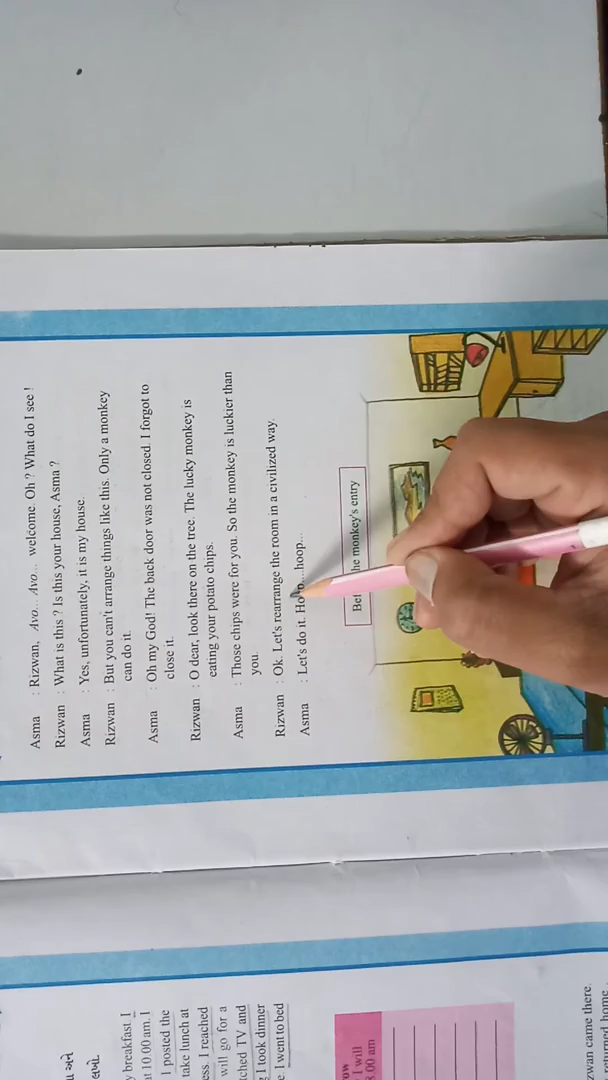 Asma : Rizwan, Avo... Avo... welcome. Oh ? What do I see !
Rizwan : What is this ? Is this your house, Asma ?
Asma : Yes, unfortunately, it is my house.
Rizwan : But you can't arrange things like this. Only a monkey
can do it.
Asma : Oh my God! The back door was not closed. I forgot to
close it.
Rizwan : O dear, look there on the tree. The lucky monkey is
eating your potato chips.
Asma : Those chips were for you. So the monkey is luckier than
you.
Rizwan : Ok. Let's rearrange the room in a civilized way.
Asma : Let's do it. ....hoop...
monkey's entry
અને
લખો
breakfast I
at 10.00 am. I
I posted the
take lunch at
I reached
will go for a
TV and
I took dinner
I went to bed
I will
.00 am
came there.
home